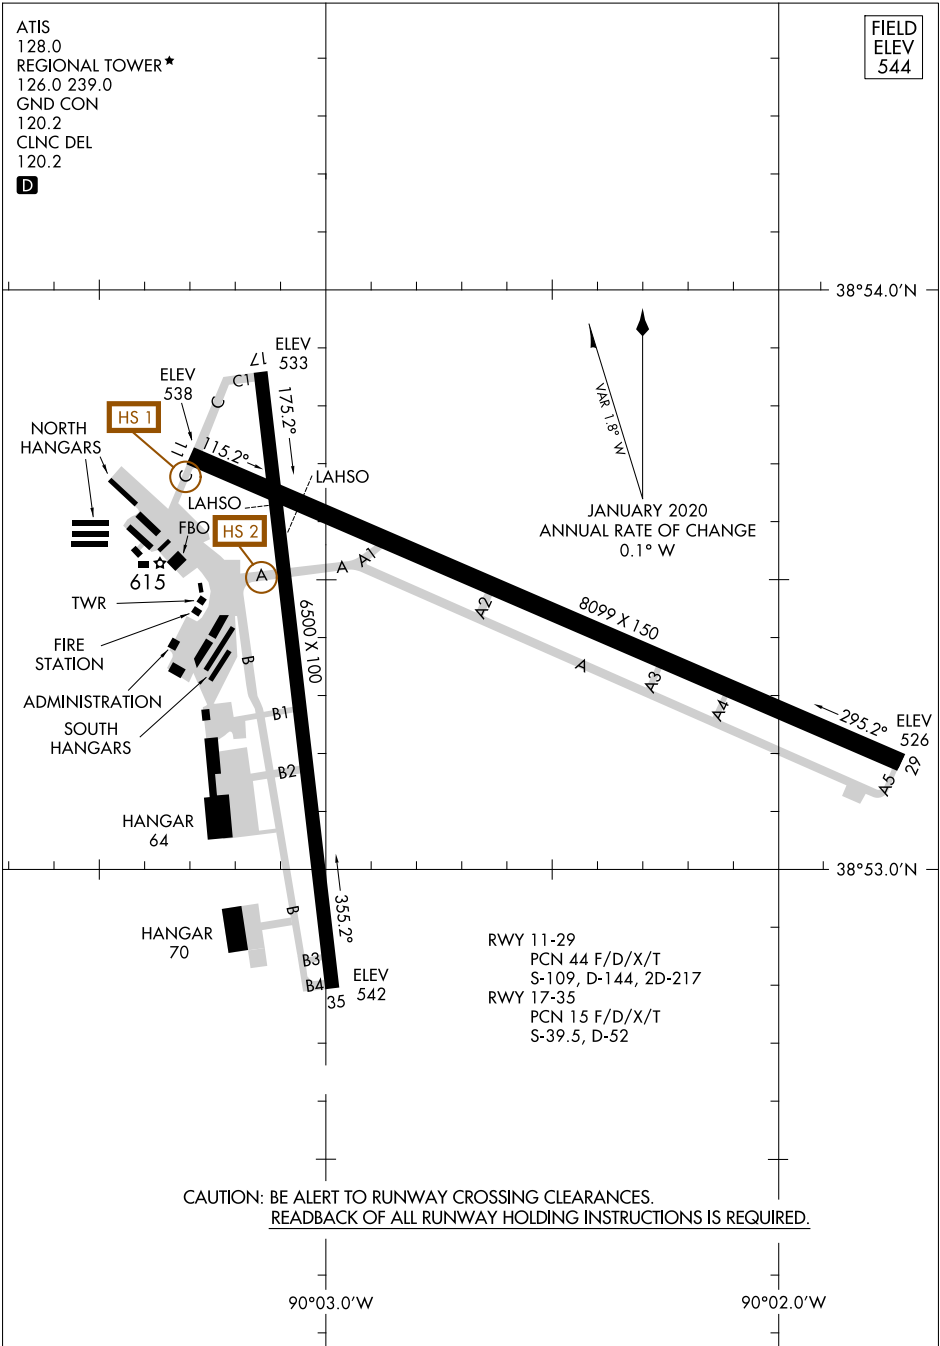 ATIS
128.0
REGIONAL TOWER★
126.0 239.0
GND CON
120.2
CLNC DEL
120.2
D
FIELD
ELEV
544
38°54.0'N
ELEV
533
17
C1
C
175.2°
ELEV
538
HS 1
11
115.2°
C
NORTH
HANGARS
LAHSO
LAHSO
VAR 1.8° W
JANUARY 2020
ANNUAL RATE OF CHANGE
0.1° W
HS 2
FBO
A
A
A1
615
TWR
FIRE
STATION
ADMINISTRATION
SOUTH
HANGARS
6500 X 100
A2
8099 X 150
A
A3
A4
295.2°
ELEV
526
29
A5
B
B1
B2
HANGAR
64
38°53.0'N
355.2°
B
HANGAR
70
B3
B4
35
ELEV
542
RWY 11-29
PCN 44 F/D/X/T
S-109, D-144, 2D-217
RWY 17-35
PCN 15 F/D/X/T
S-39.5, D-52
CAUTION: BE ALERT TO RUNWAY CROSSING CLEARANCES.
READBACK OF ALL RUNWAY HOLDING INSTRUCTIONS IS REQUIRED.
90°03.0'W
90°02.0'W